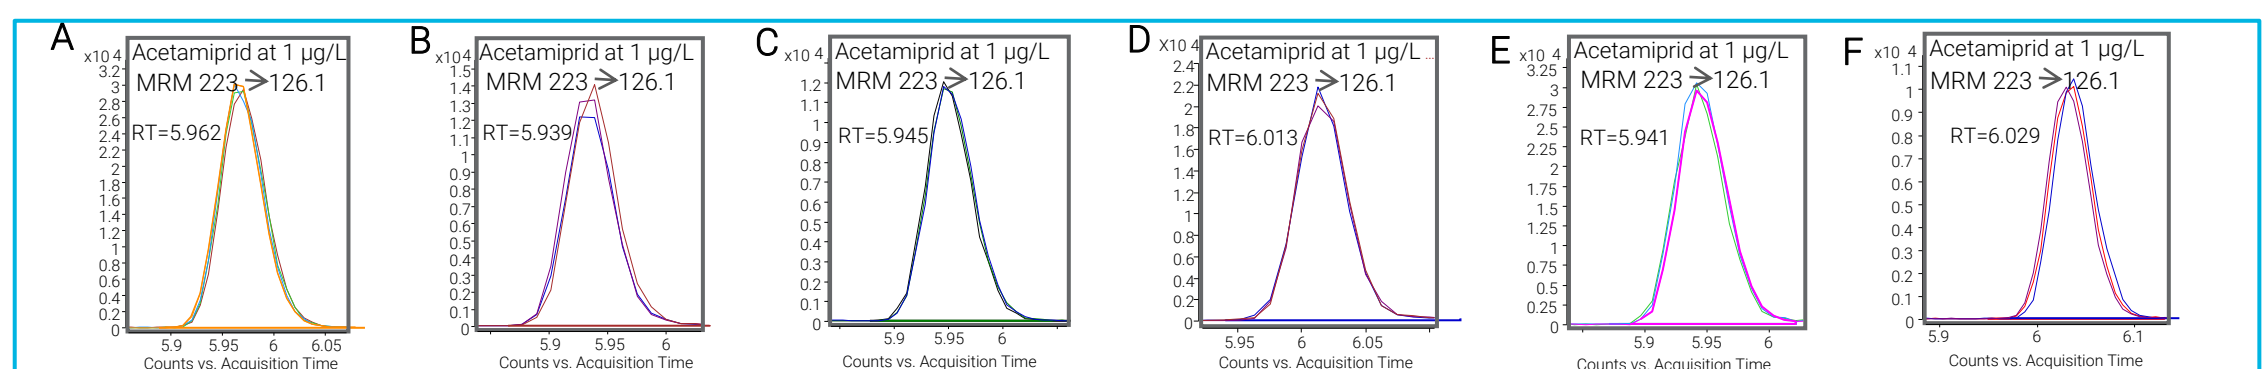 A
x10 4
Acetamiprid at 1 µg/L
MRM 223 → 126.1
RT=5.962
3.2
3
2.8
2.6
2.4
2.2
2
1.8
1.6
1.4
1.2
1
0.8
0.6
0.4
0.2
0
5.9 5.95 6 6.05
Counts vs. Acquisition Time
B
x10 4
Acetamiprid at 1 µg/L
MRM 223 → 126.1
RT=5.939
1.5
1.4
1.3
1.2
1.1
1
0.9
0.8
0.7
0.6
0.5
0.4
0.3
0.2
0.1
0
5.9 5.95 6
Counts vs. Acquisition Time
C
x10 4
Acetamiprid at 1 µg/L
MRM 223 → 126.1
RT=5.945
1.2
1.1
1
0.9
0.8
0.7
0.6
0.5
0.4
0.3
0.2
0.1
0
5.9 5.95 6
Counts vs. Acquisition Time
D
X10 4
Acetamiprid at 1 µg/L ...
MRM 223 → 126.1
RT=6.013
2.4
2.2
2
1.8
1.6
1.4
1.2
1
0.8
0.6
0.4
0.2
0
5.95 6 6.05
Counts vs. Acquisition Time
E
x10 4
Acetamiprid at 1 µg/L
MRM 223 → 126.1
RT=5.941
3.25
3
2.75
2.5
2.25
2
1.75
1.5
1.25
1
0.75
0.5
0.25
0
5.9 5.95 6
Counts vs. Acquisition Time
F
x10 4
Acetamiprid at 1 µg/L
MRM 223 → 126.1
RT=6.029
1.1
1
0.9
0.8
0.7
0.6
0.5
0.4
0.3
0.2
0.1
0
5.9 6 6.1
Counts vs. Acquisition Time